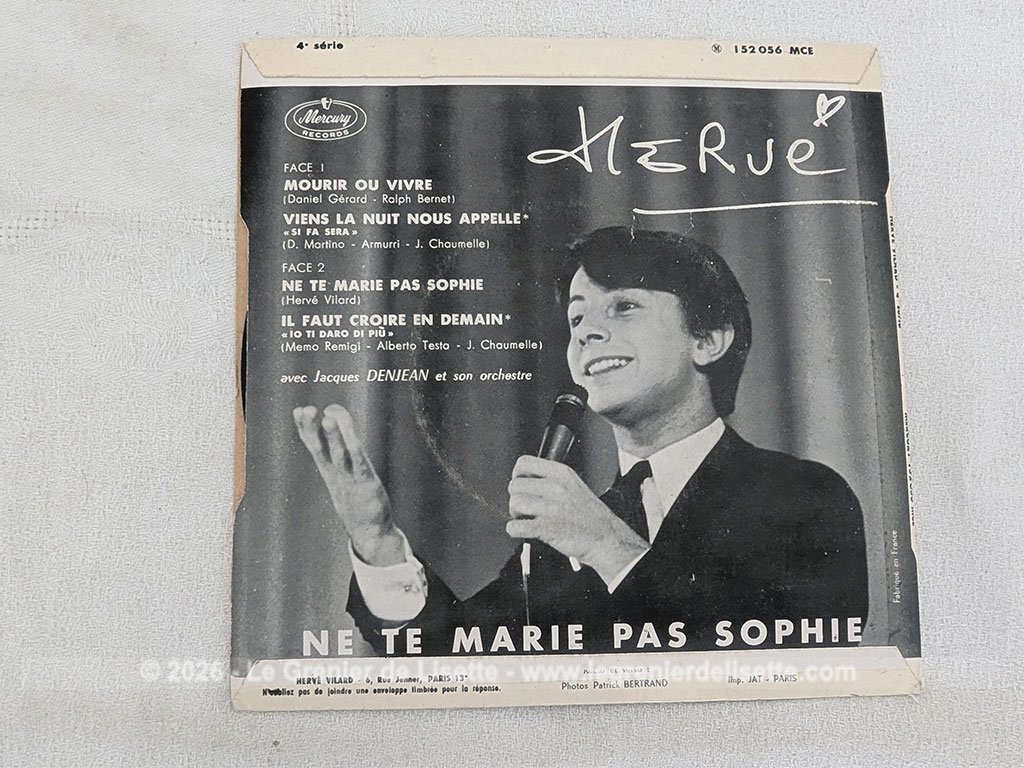 4e série
Ⓜ 152 056 MCE
Mercury
RECORDS
HERVÉ
FACE 1
MOURIR OU VIVRE
(Daniel Gérard - Ralph Bernet)
VIENS LA NUIT NOUS APPELLE*
« SI FA SERA »
(D. Martino - Armurri - J. Chaumelle)
FACE 2
NE TE MARIE PAS SOPHIE
(Hervé Vilard)
IL FAUT CROIRE EN DEMAIN*
« IO TI DARO DI PIÙ »
(Memo Remigi - Alberto Testa - J. Chaumelle)
avec Jacques DENJEAN et son orchestre
Fabriqué en France
NE TE MARIE PAS SOPHIE
© 2026 - Le Grenier de Lisette - www.legrenierdelisette.com
HERVÉ VILARD - 6, Rue Jenner, PARIS 13e
N'oubliez pas de joindre une enveloppe timbrée pour la réponse.
Recto et verso :
Photos Patrick BERTRAND
Imp. JAT - PARIS